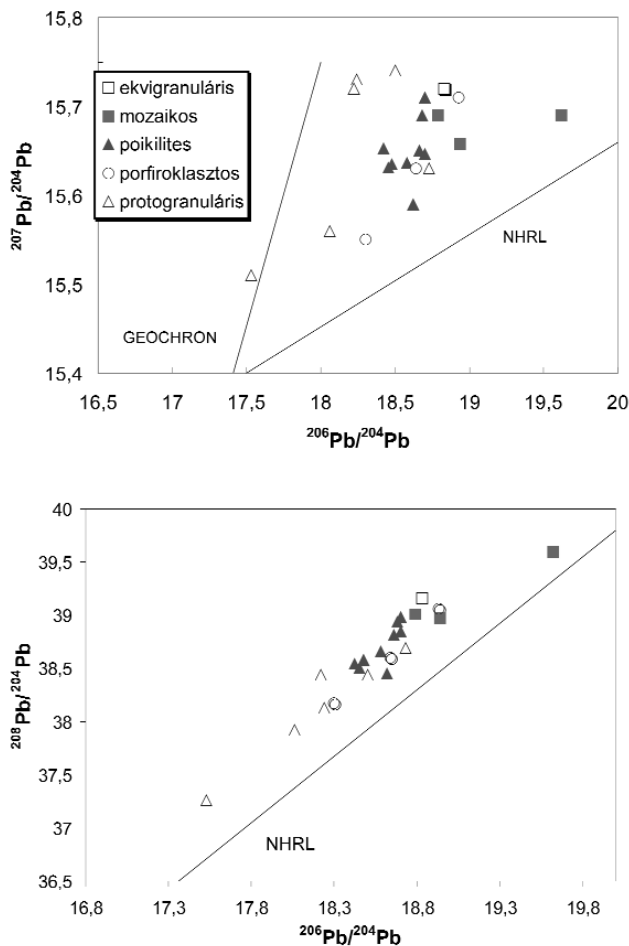 15,8
15,7
15,6
15,5
15,4
²⁰⁷Pb/²⁰⁴Pb
ekvigranuláris
mozaikos
poikilites
porfiroklasztos
protogranuláris
NHRL
GEOCHRON
16,5 17 17,5 18 18,5 19 19,5 20
²⁰⁶Pb/²⁰⁴Pb
40
39,5
39
38,5
38
37,5
37
36,5
²⁰⁸Pb/²⁰⁴Pb
NHRL
16,8 17,3 17,8 18,3 18,8 19,3 19,8
²⁰⁶Pb/²⁰⁴Pb